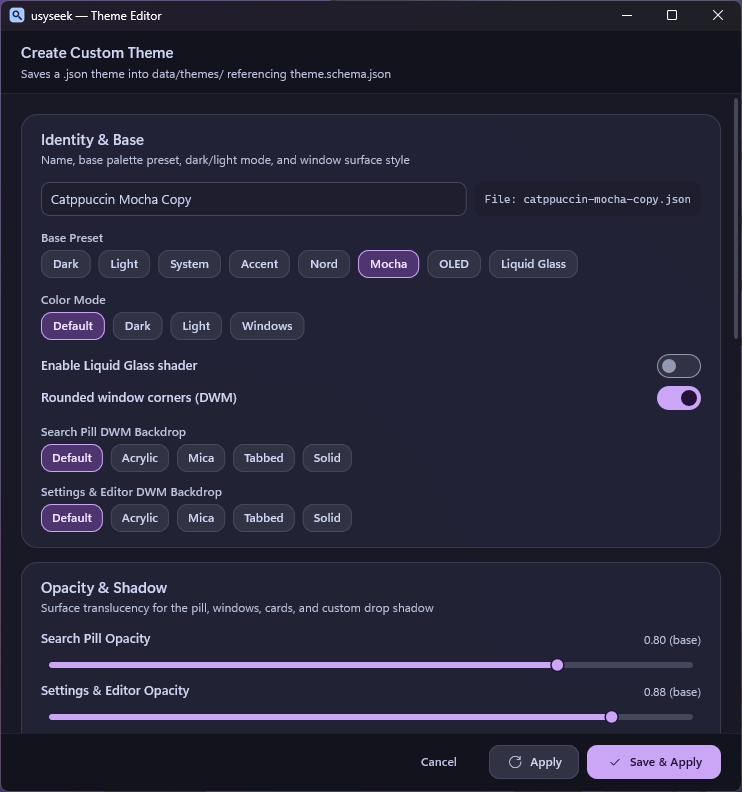 usyseek — Theme Editor
Create Custom Theme
Saves a .json theme into data/themes/ referencing theme.schema.json
Identity & Base
Name, base palette preset, dark/light mode, and window surface style
Catppuccin Mocha Copy File: catppuccin-mocha-copy.json
Base Preset
Dark Light System Accent Nord Mocha OLED Liquid Glass
Color Mode
Default Dark Light Windows
Enable Liquid Glass shader
Rounded window corners (DWM)
Search Pill DWM Backdrop
Default Acrylic Mica Tabbed Solid
Settings & Editor DWM Backdrop
Default Acrylic Mica Tabbed Solid
Opacity & Shadow
Surface translucency for the pill, windows, cards, and custom drop shadow
Search Pill Opacity 0.80 (base)
Settings & Editor Opacity 0.88 (base)
Cancel Apply Save & Apply